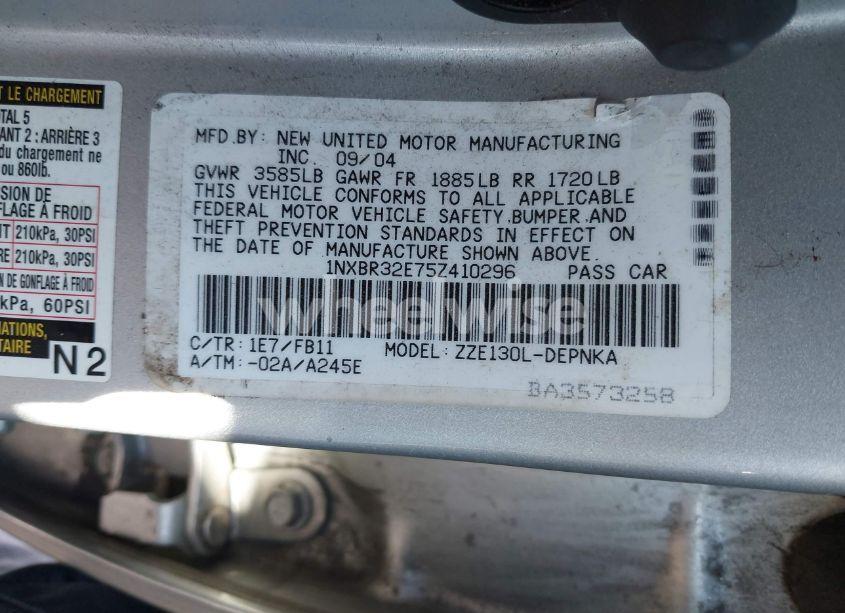 T LE CHARGEMENT
TAL 5
ANT 2 : ARRIÈRE 3
du chargement ne
ou 860lb.
SION DE
FLAGE À FROID
T 210kPa, 30PSI
RE 210kPa, 30PSI
N DE GONFLAGE À FROID
kPa, 60PSI
ATIONS,
TAIRE
N2
MFD.BY: NEW UNITED MOTOR MANUFACTURING
INC. 09/04
GVWR 3585LB GAWR FR 1885LB RR 1720LB
THIS VEHICLE CONFORMS TO ALL APPLICABLE
FEDERAL MOTOR VEHICLE SAFETY.BUMPER.AND
THEFT PREVENTION STANDARDS IN EFFECT ON
THE DATE OF MANUFACTURE SHOWN ABOVE.
1NXBR32E75Z410296 PASS CAR
wheelwise
C/TR: 1E7/FB11 MODEL: ZZE130L-DEPNKA
A/TM: -02A/A245E
BA3573258